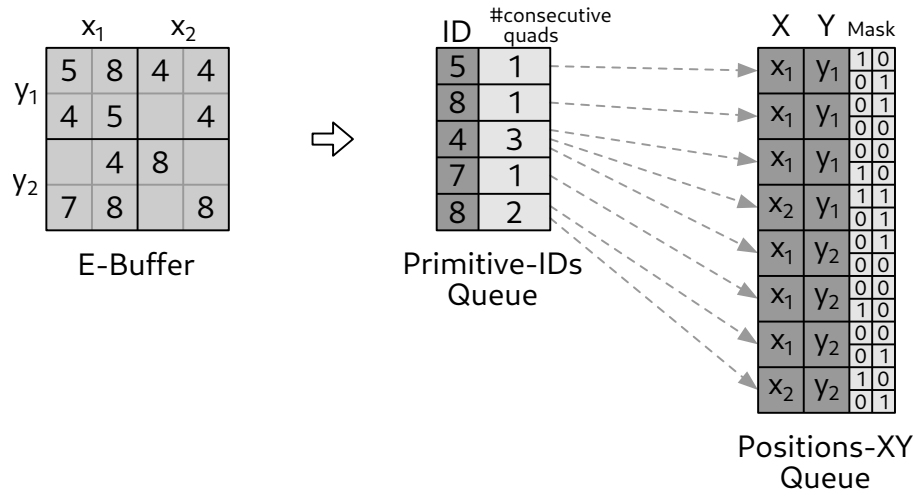 x₁ x₂
y₁
y₂
5 8 4 4
4 5 4
4 8
7 8 8
E-Buffer
ID #consecutive quads
5 1
8 1
4 3
7 1
8 2
Primitive-IDs
Queue
X Y Mask
x₁ y₁ 1 0
0 1
x₁ y₁ 0 1
0 0
x₁ y₁ 0 0
1 0
x₂ y₁ 1 1
0 1
x₁ y₂ 0 1
0 0
x₁ y₂ 0 0
1 0
x₁ y₂ 0 0
0 1
x₂ y₂ 1 0
0 1
Positions-XY
Queue